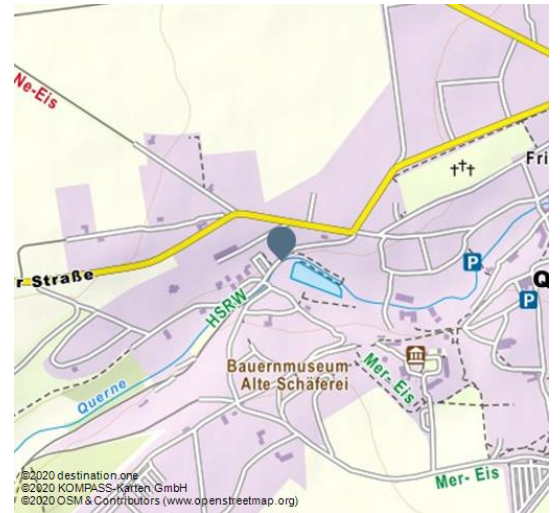 Ne-Eis
Fri
r Straße
P
Q
P
HSRW
Bauernmuseum
Alte Schäferei
Mer- Eis
Querne
Mer- Eis
©2020 destination.one
©2020 KOMPASS-Karten GmbH
©2020 OSM & Contributors (www.openstreetmap.org)